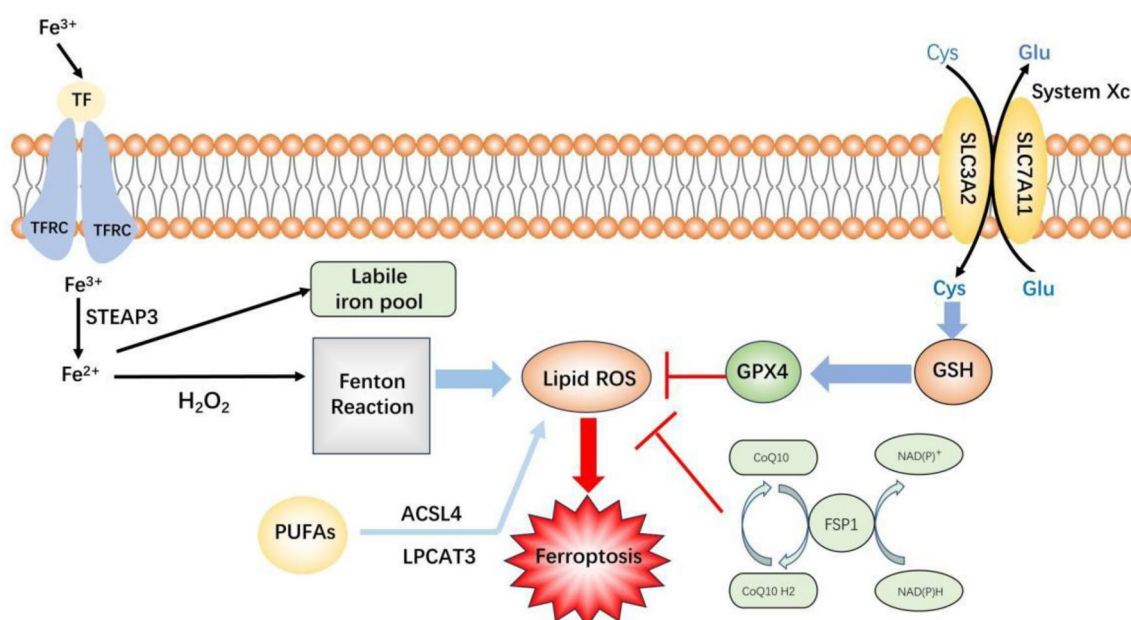 Fe³⁺
TF
TFRC
TFRC
Fe³⁺
STEAP3
Fe²⁺
H₂O₂
Labile
iron pool
Fenton
Reaction
Lipid ROS
PUFAs
ACSL4
LPCAT3
Ferroptosis
Cys
Glu
System Xc
SLC3A2
SLC7A11
Cys
Glu
GPX4
GSH
CoQ10
NAD(P)⁺
FSP1
CoQ10 H2
NAD(P)H